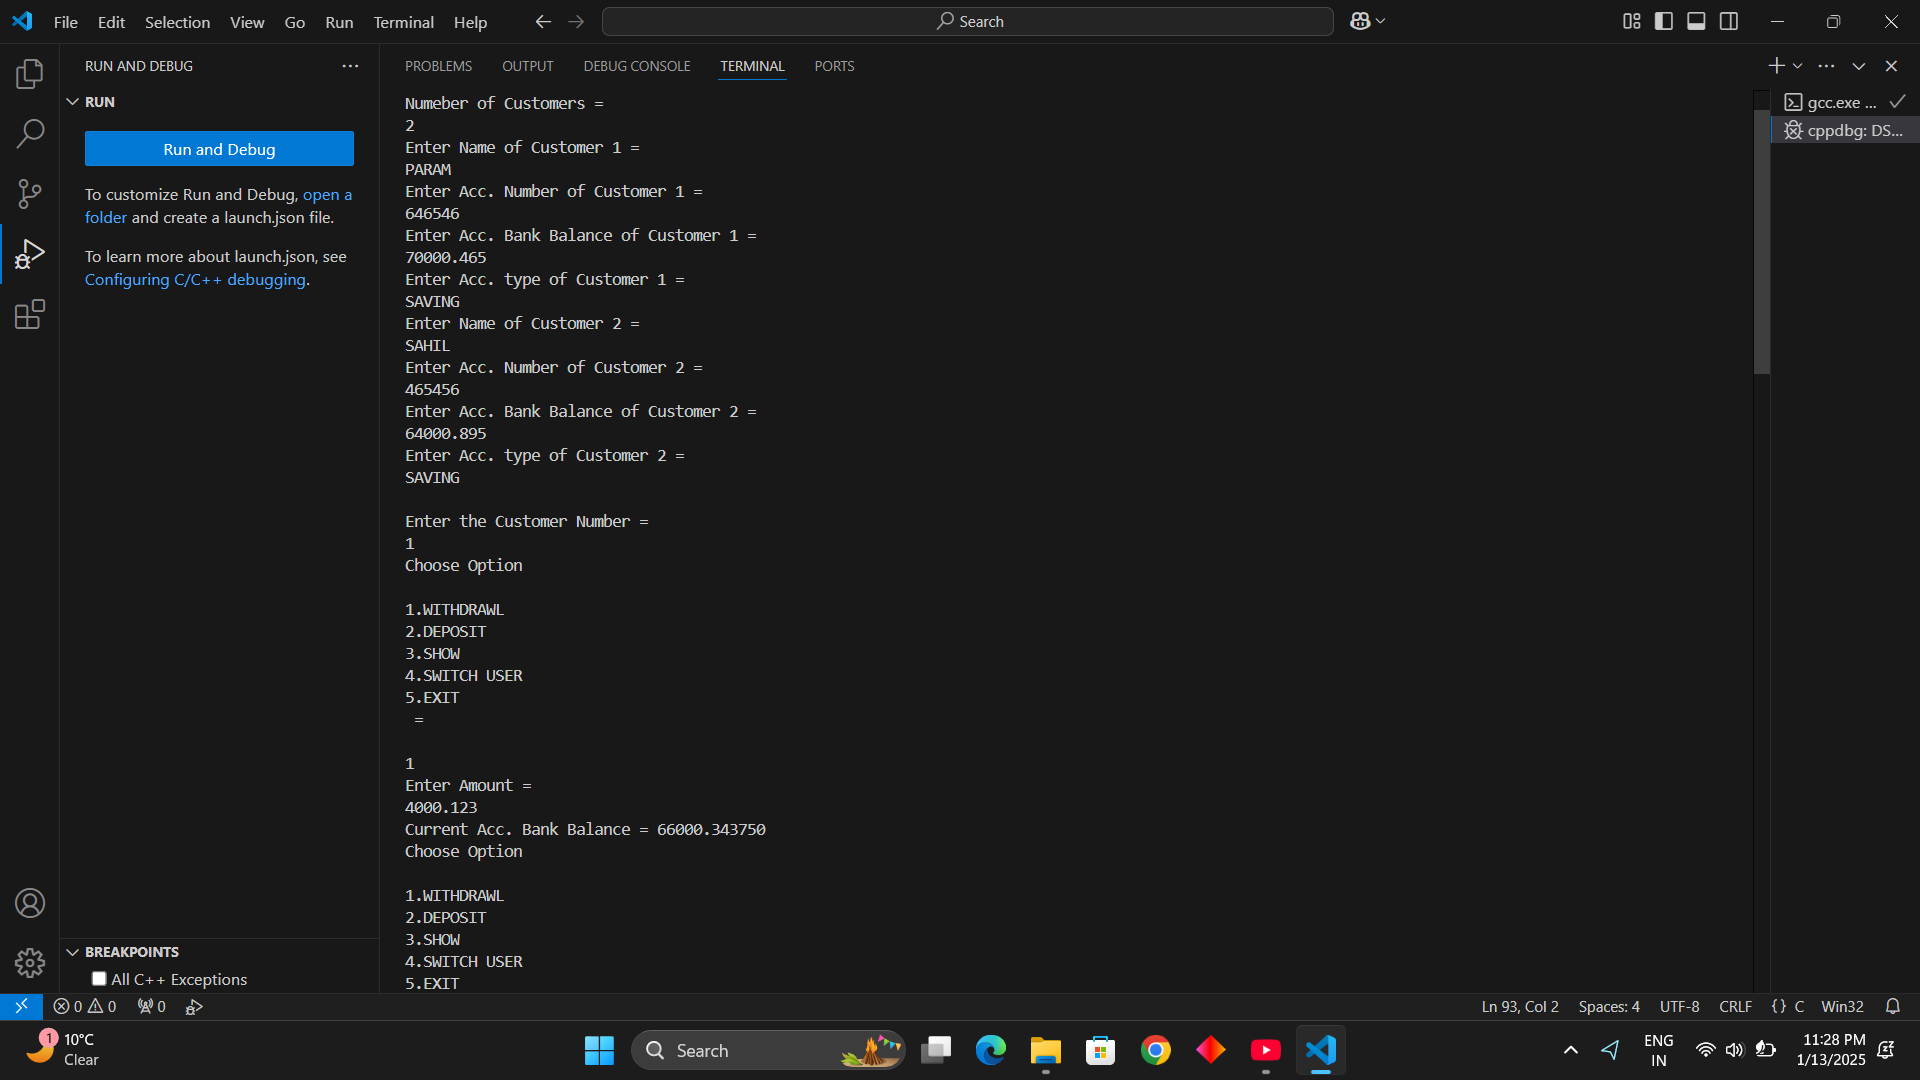 File Edit Selection View Go Run Terminal Help
Search
RUN AND DEBUG
RUN
Run and Debug
To customize Run and Debug, open a
folder and create a launch.json file.
To learn more about launch.json, see
Configuring C/C++ debugging.
BREAKPOINTS
All C++ Exceptions
PROBLEMS OUTPUT DEBUG CONSOLE TERMINAL PORTS
Numeber of Customers =
2
Enter Name of Customer 1 =
PARAM
Enter Acc. Number of Customer 1 =
646546
Enter Acc. Bank Balance of Customer 1 =
70000.465
Enter Acc. type of Customer 1 =
SAVING
Enter Name of Customer 2 =
SAHIL
Enter Acc. Number of Customer 2 =
465456
Enter Acc. Bank Balance of Customer 2 =
64000.895
Enter Acc. type of Customer 2 =
SAVING
Enter the Customer Number =
1
Choose Option
1.WITHDRAWL
2.DEPOSIT
3.SHOW
4.SWITCH USER
5.EXIT
=
1
Enter Amount =
4000.123
Current Acc. Bank Balance = 66000.343750
Choose Option
1.WITHDRAWL
2.DEPOSIT
3.SHOW
4.SWITCH USER
5.EXIT
gcc.exe ...
cppdbg: DS...
0 0 0
Ln 93, Col 2 Spaces: 4 UTF-8 CRLF {} C Win32
1
10°C
Clear
Search
ENG
IN
11:28 PM
1/13/2025